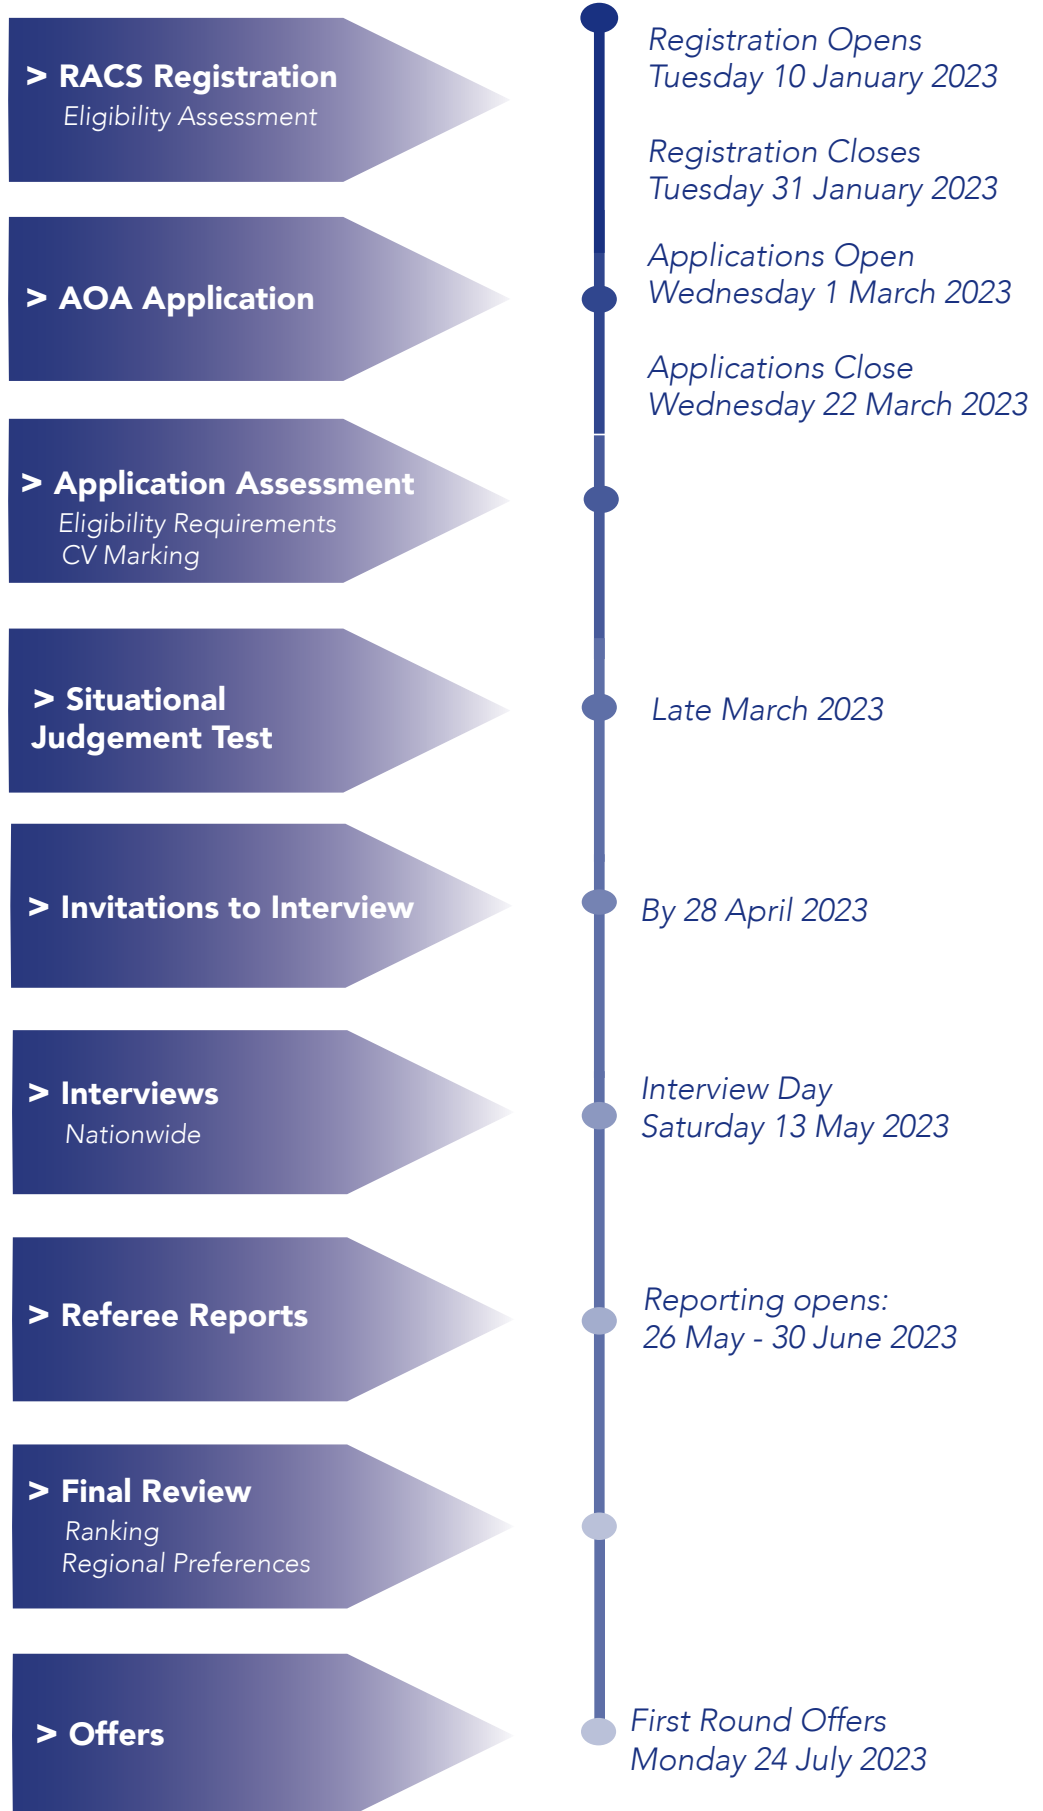 > RACS Registration
Eligibility Assessment
Registration Opens
Tuesday 10 January 2023
Registration Closes
Tuesday 31 January 2023
> AOA Application
Applications Open
Wednesday 1 March 2023
Applications Close
Wednesday 22 March 2023
> Application Assessment
Eligibility Requirements
CV Marking
> Situational
Judgement Test
Late March 2023
> Invitations to Interview
By 28 April 2023
> Interviews
Nationwide
Interview Day
Saturday 13 May 2023
> Referee Reports
Reporting opens:
26 May - 30 June 2023
> Final Review
Ranking
Regional Preferences
> Offers
First Round Offers
Monday 24 July 2023